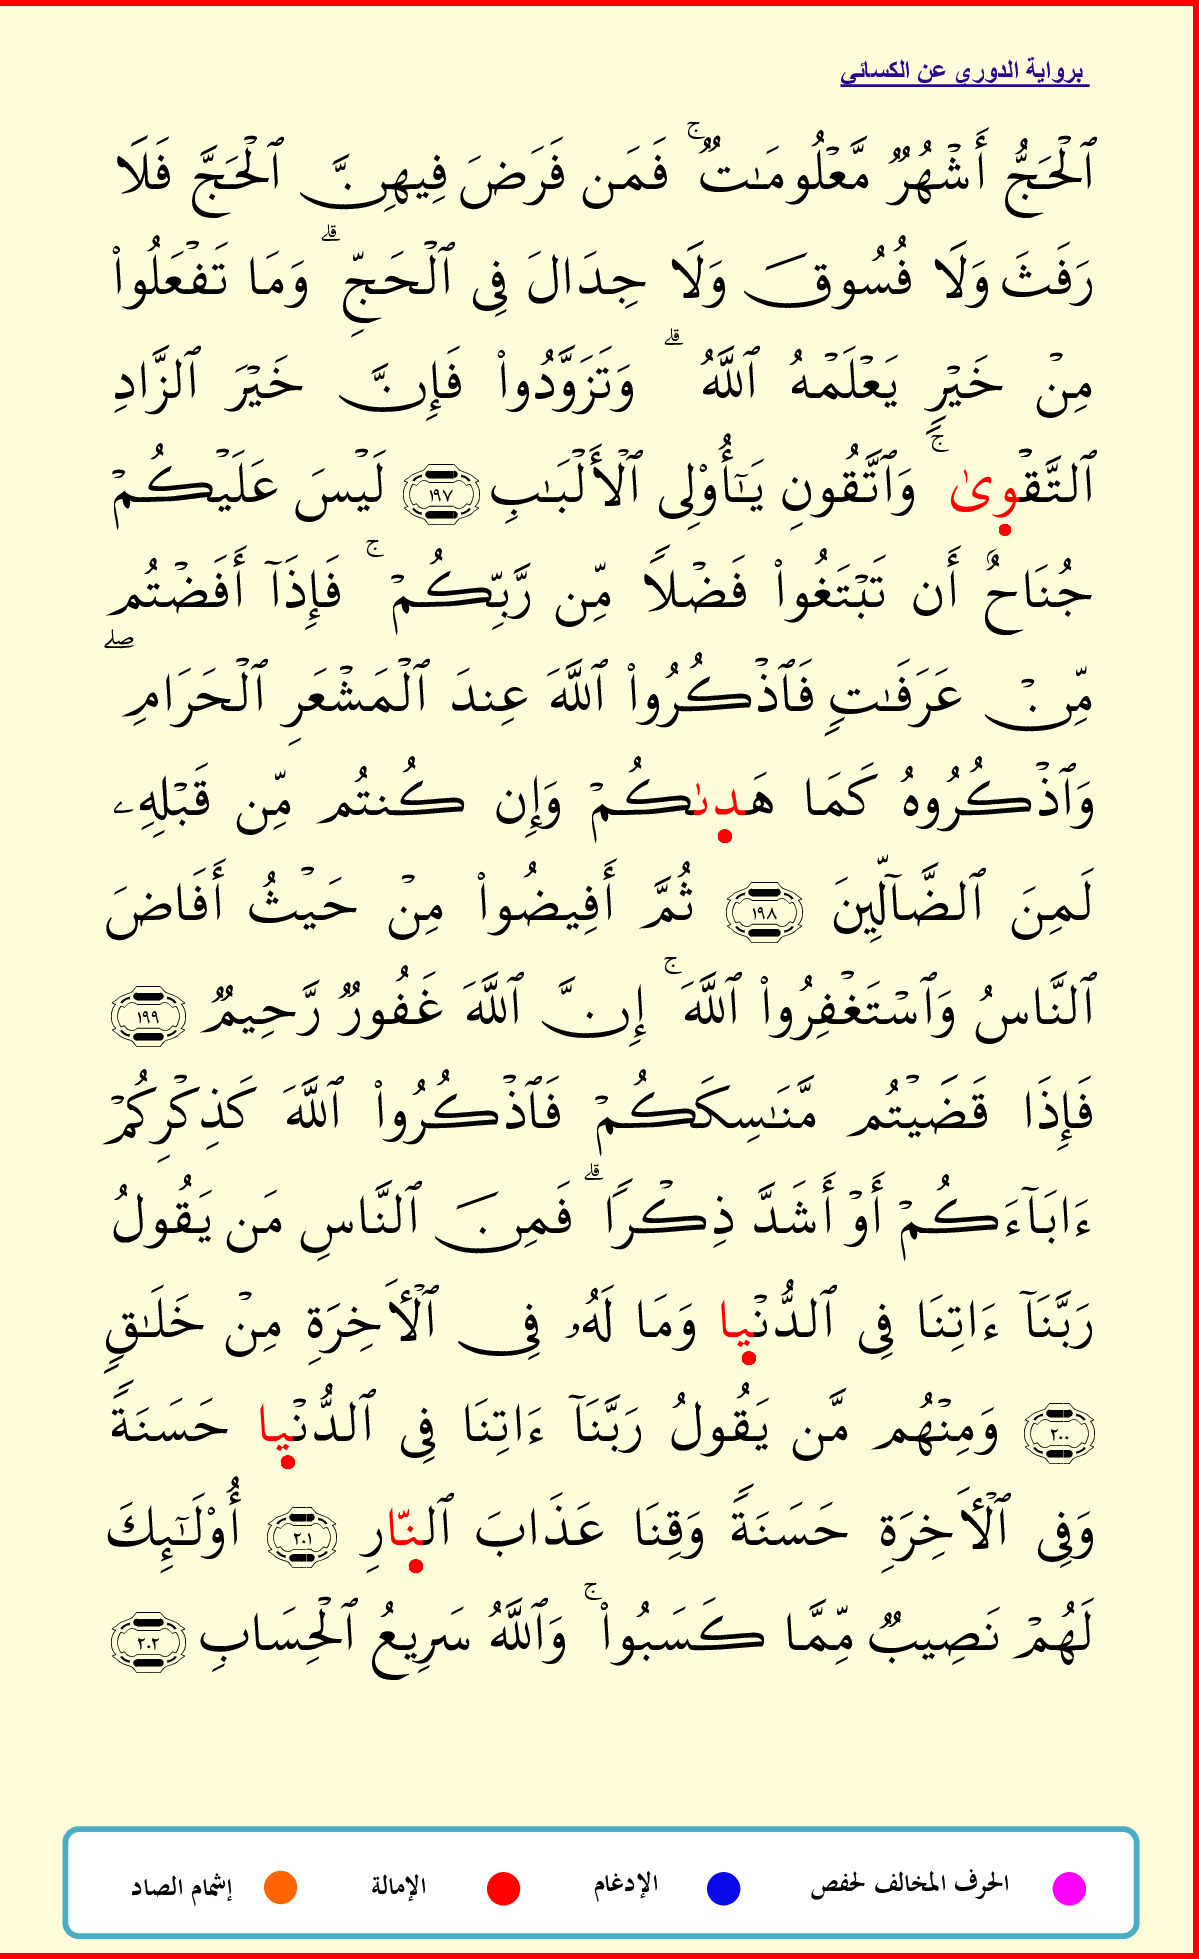 برواية الدوري عن الكسائي
ٱلْحَجُّ أَشْهُرٌ مَّعْلُومَـٰتٌ ۚ فَمَن فَرَضَ فِيهِنَّ ٱلْحَجَّ فَلَا
رَفَثَ وَلَا فُسُوقَ وَلَا جِدَالَ فِى ٱلْحَجِّ ۗ وَمَا تَفْعَلُوا۟
مِنْ خَيْرٍ يَعْلَمْهُ ٱللَّهُ ۗ وَتَزَوَّدُوا۟ فَإِنَّ خَيْرَ ٱلزَّادِ
ٱلتَّقْوىٰ ۚ وَٱتَّقُونِ يَـٰٓأُو۟لِى ٱلْأَلْبَـٰبِ ١٩٧ لَيْسَ عَلَيْكُمْ
جُنَاحٌ أَن تَبْتَغُوا۟ فَضْلًا مِّن رَّبِّكُمْ ۚ فَإِذَآ أَفَضْتُم
مِّنْ عَرَفَـٰتٍ فَٱذْكُرُوا۟ ٱللَّهَ عِندَ ٱلْمَشْعَرِ ٱلْحَرَامِ ۖ
وَٱذْكُرُوهُ كَمَا هَدىٰكُمْ وَإِن كُنتُم مِّن قَبْلِهِۦ
لَمِنَ ٱلضَّآلِّينَ ١٩٨ ثُمَّ أَفِيضُوا۟ مِنْ حَيْثُ أَفَاضَ
ٱلنَّاسُ وَٱسْتَغْفِرُوا۟ ٱللَّهَ ۚ إِنَّ ٱللَّهَ غَفُورٌ رَّحِيمٌ ١٩٩
فَإِذَا قَضَيْتُم مَّنَـٰسِكَكُمْ فَٱذْكُرُوا۟ ٱللَّهَ كَذِكْرِكُمْ
ءَابَآءَكُمْ أَوْ أَشَدَّ ذِكْرًا ۗ فَمِنَ ٱلنَّاسِ مَن يَقُولُ
رَبَّنَآ ءَاتِنَا فِى ٱلدُّنْيا وَمَا لَهُۥ فِى ٱلْأَخِرَةِ مِنْ خَلَـٰقٍ
٢٠٠ وَمِنْهُم مَّن يَقُولُ رَبَّنَآ ءَاتِنَا فِى ٱلدُّنْيا حَسَنَةً
وَفِى ٱلْأَخِرَةِ حَسَنَةً وَقِنَا عَذَابَ ٱلنّارِ ٢٠١ أُو۟لَـٰٓئِكَ
لَهُمْ نَصِيبٌ مِّمَّا كَسَبُوا۟ ۚ وَٱللَّهُ سَرِيعُ ٱلْحِسَابِ ٢٠٢
الحرف المخالف لحفص الإدغام الإمالة إشمام الصاد